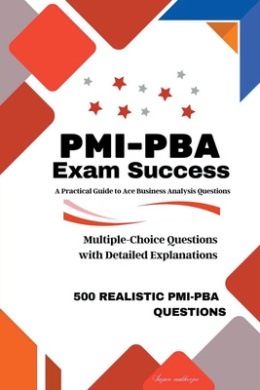 PMI-PBA
Exam Success
A Practical Guide to Ace Business Analysis Questions
Multiple-Choice Questions
with Detailed Explanations
500 REALISTIC PMI-PBA
QUESTIONS